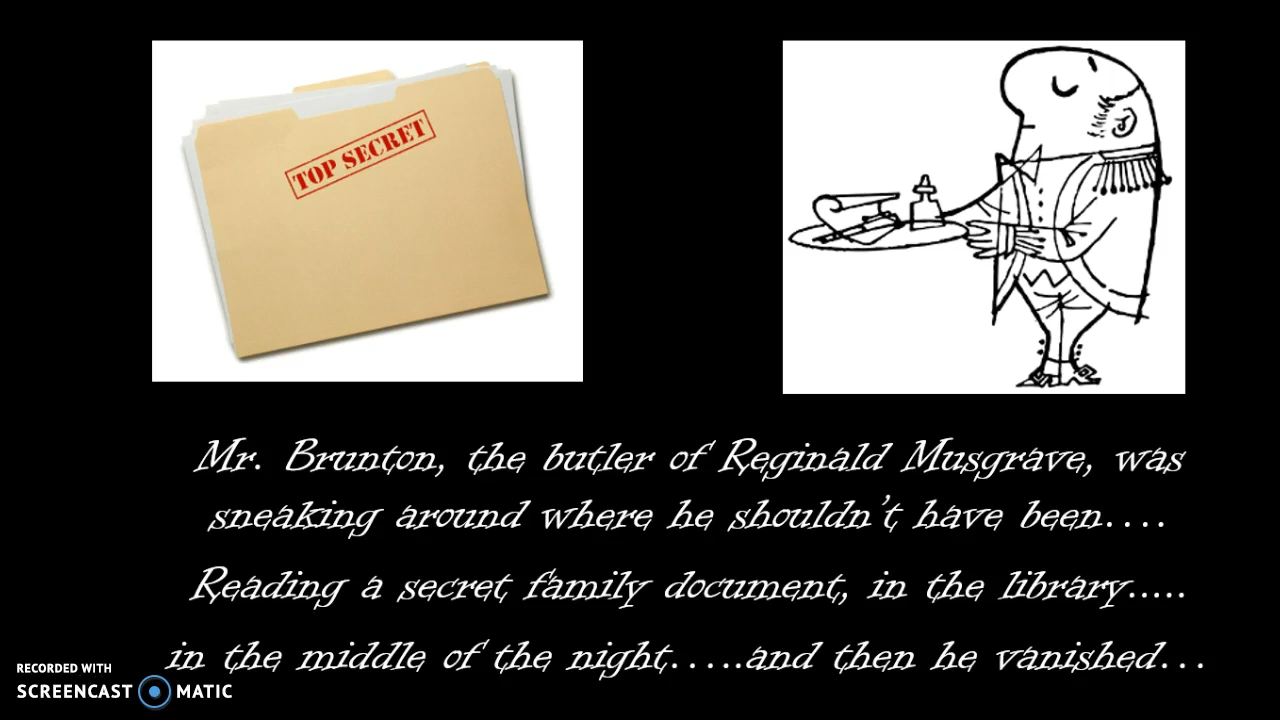 TOP SECRET
Mr. Brunton, the butler of Reginald Musgrave, was
sneaking around where he shouldn't have been....
Reading a secret family document, in the library.....
in the middle of the night.....and then he vanished...
RECORDED WITH
SCREENCAST MATIC